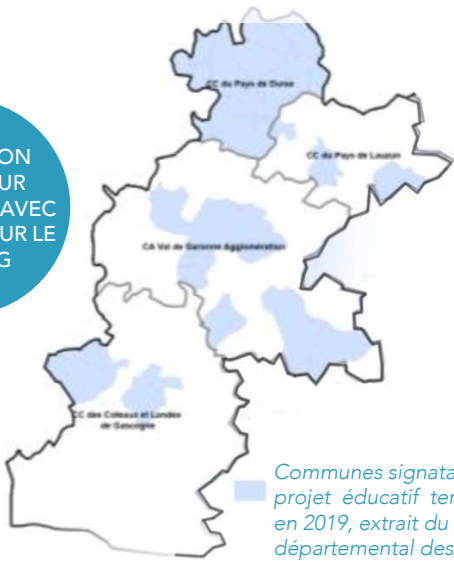 ON
UR
AVEC
UR LE
G
CC du Pays de Duras
CC du Pays de Lauzun
CA Val de Garonne Agglomération
CC des Coteaux et Landes
de Gascogne
Communes signata
projet éducatif ter
en 2019, extrait du
départemental des